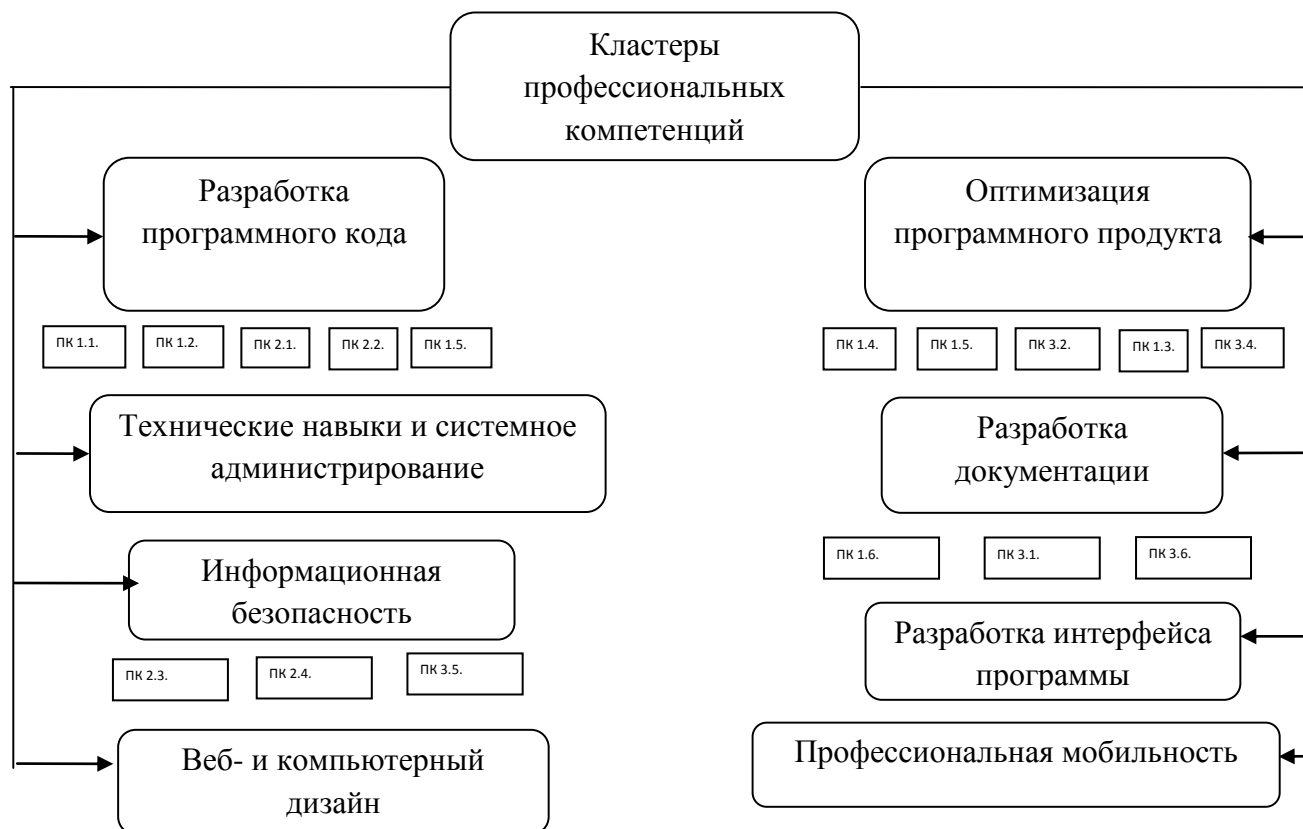 Кластеры
профессиональных
компетенций
Разработка
программного кода
ПК 1.1.
ПК 1.2.
ПК 2.1.
ПК 2.2.
ПК 1.5.
Технические навыки и системное
администрирование
Информационная
безопасность
ПК 2.3.
ПК 2.4.
ПК 3.5.
Веб- и компьютерный
дизайн
Оптимизация
программного продукта
ПК 1.4.
ПК 1.5.
ПК 3.2.
ПК 1.3.
ПК 3.4.
Разработка
документации
ПК 1.6.
ПК 3.1.
ПК 3.6.
Разработка интерфейса
программы
Профессиональная мобильность